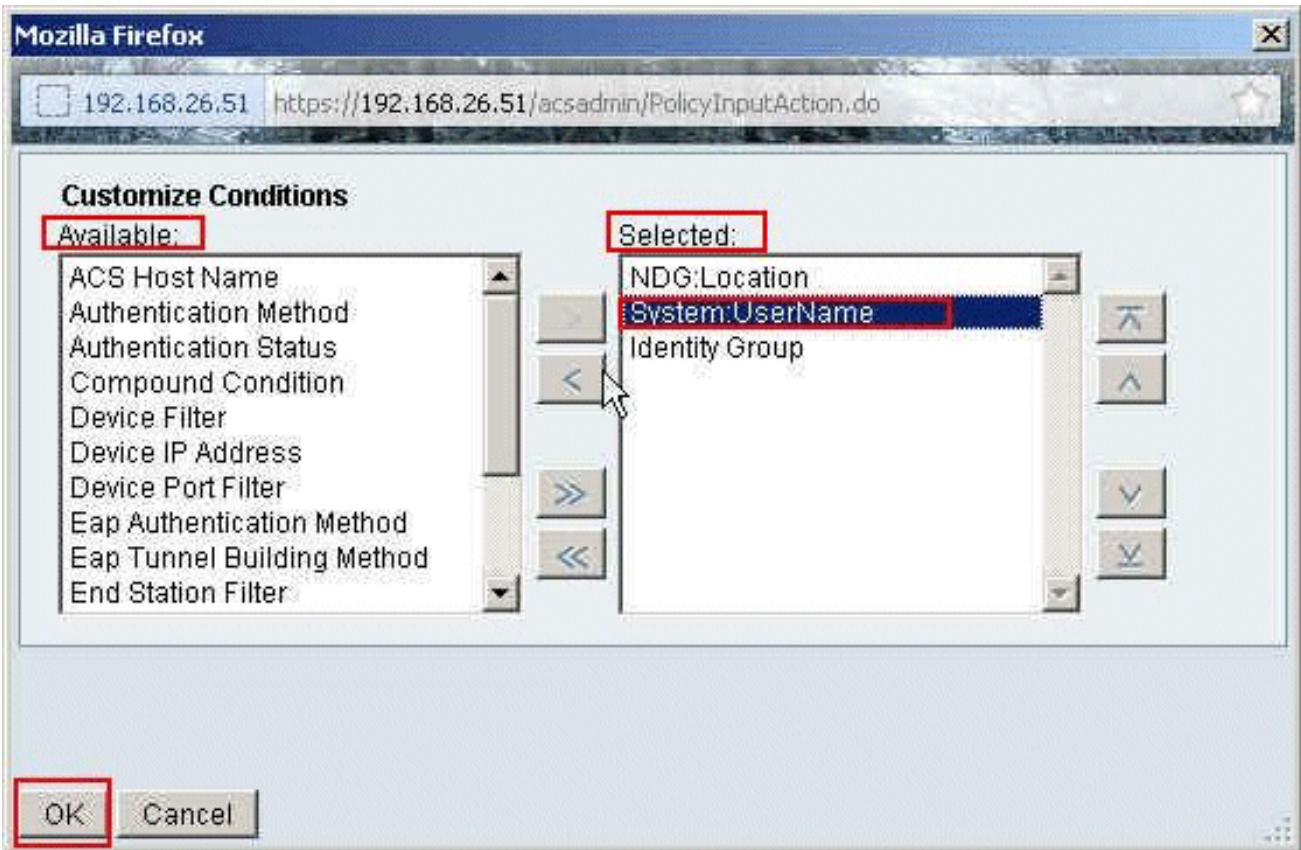 Mozilla Firefox
192.168.26.51 https://192.168.26.51/acsadmin/PolicyInputAction.do
Customize Conditions
Available:
ACS Host Name
Authentication Method
Authentication Status
Compound Condition
Device Filter
Device IP Address
Device Port Filter
Eap Authentication Method
Eap Tunnel Building Method
End Station Filter
Selected:
NDG:Location
System:UserName
Identity Group
OK
Cancel